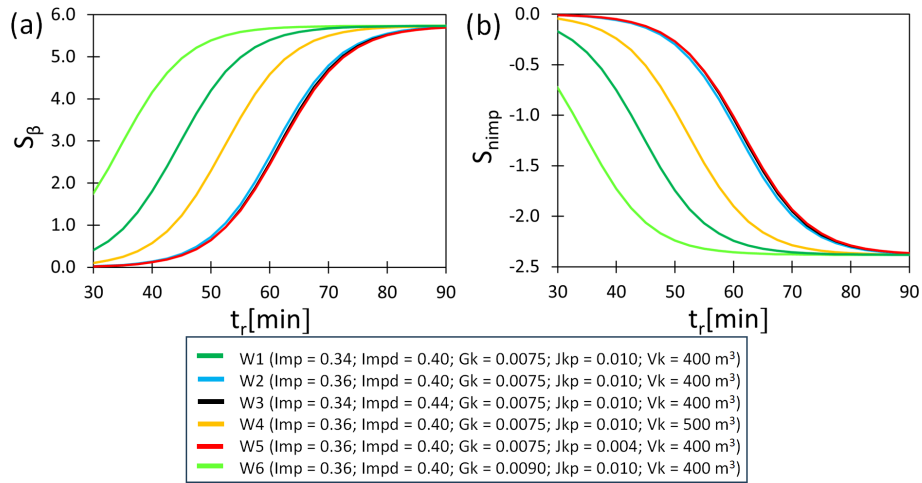 (a)
6.0
5.0
4.0
3.0
2.0
1.0
0.0
Sβ
30 40 50 60 70 80 90
tr[min]
(b)
0.0
-0.5
-1.0
-1.5
-2.0
-2.5
Snimp
30 40 50 60 70 80 90
tr[min]
W1 (Imp = 0.34; Impd = 0.40; Gk = 0.0075; Jkp = 0.010; Vk = 400 m³)
W2 (Imp = 0.36; Impd = 0.40; Gk = 0.0075; Jkp = 0.010; Vk = 400 m³)
W3 (Imp = 0.34; Impd = 0.44; Gk = 0.0075; Jkp = 0.010; Vk = 400 m³)
W4 (Imp = 0.36; Impd = 0.40; Gk = 0.0075; Jkp = 0.010; Vk = 500 m³)
W5 (Imp = 0.36; Impd = 0.40; Gk = 0.0075; Jkp = 0.004; Vk = 400 m³)
W6 (Imp = 0.36; Impd = 0.40; Gk = 0.0090; Jkp = 0.010; Vk = 400 m³)